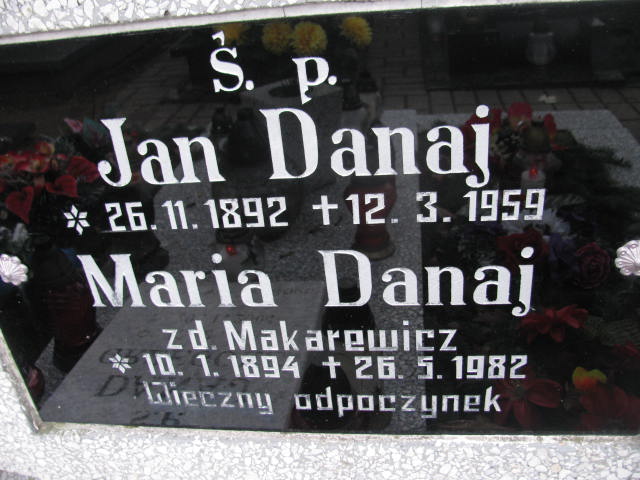 Ś. p.
Jan Danaj
* 26. 11. 1892 + 12. 3. 1959
Maria Danaj
zd. Makarewicz
* 10. 1. 1894 + 26. 5. 1982
Wieczny odpoczynek